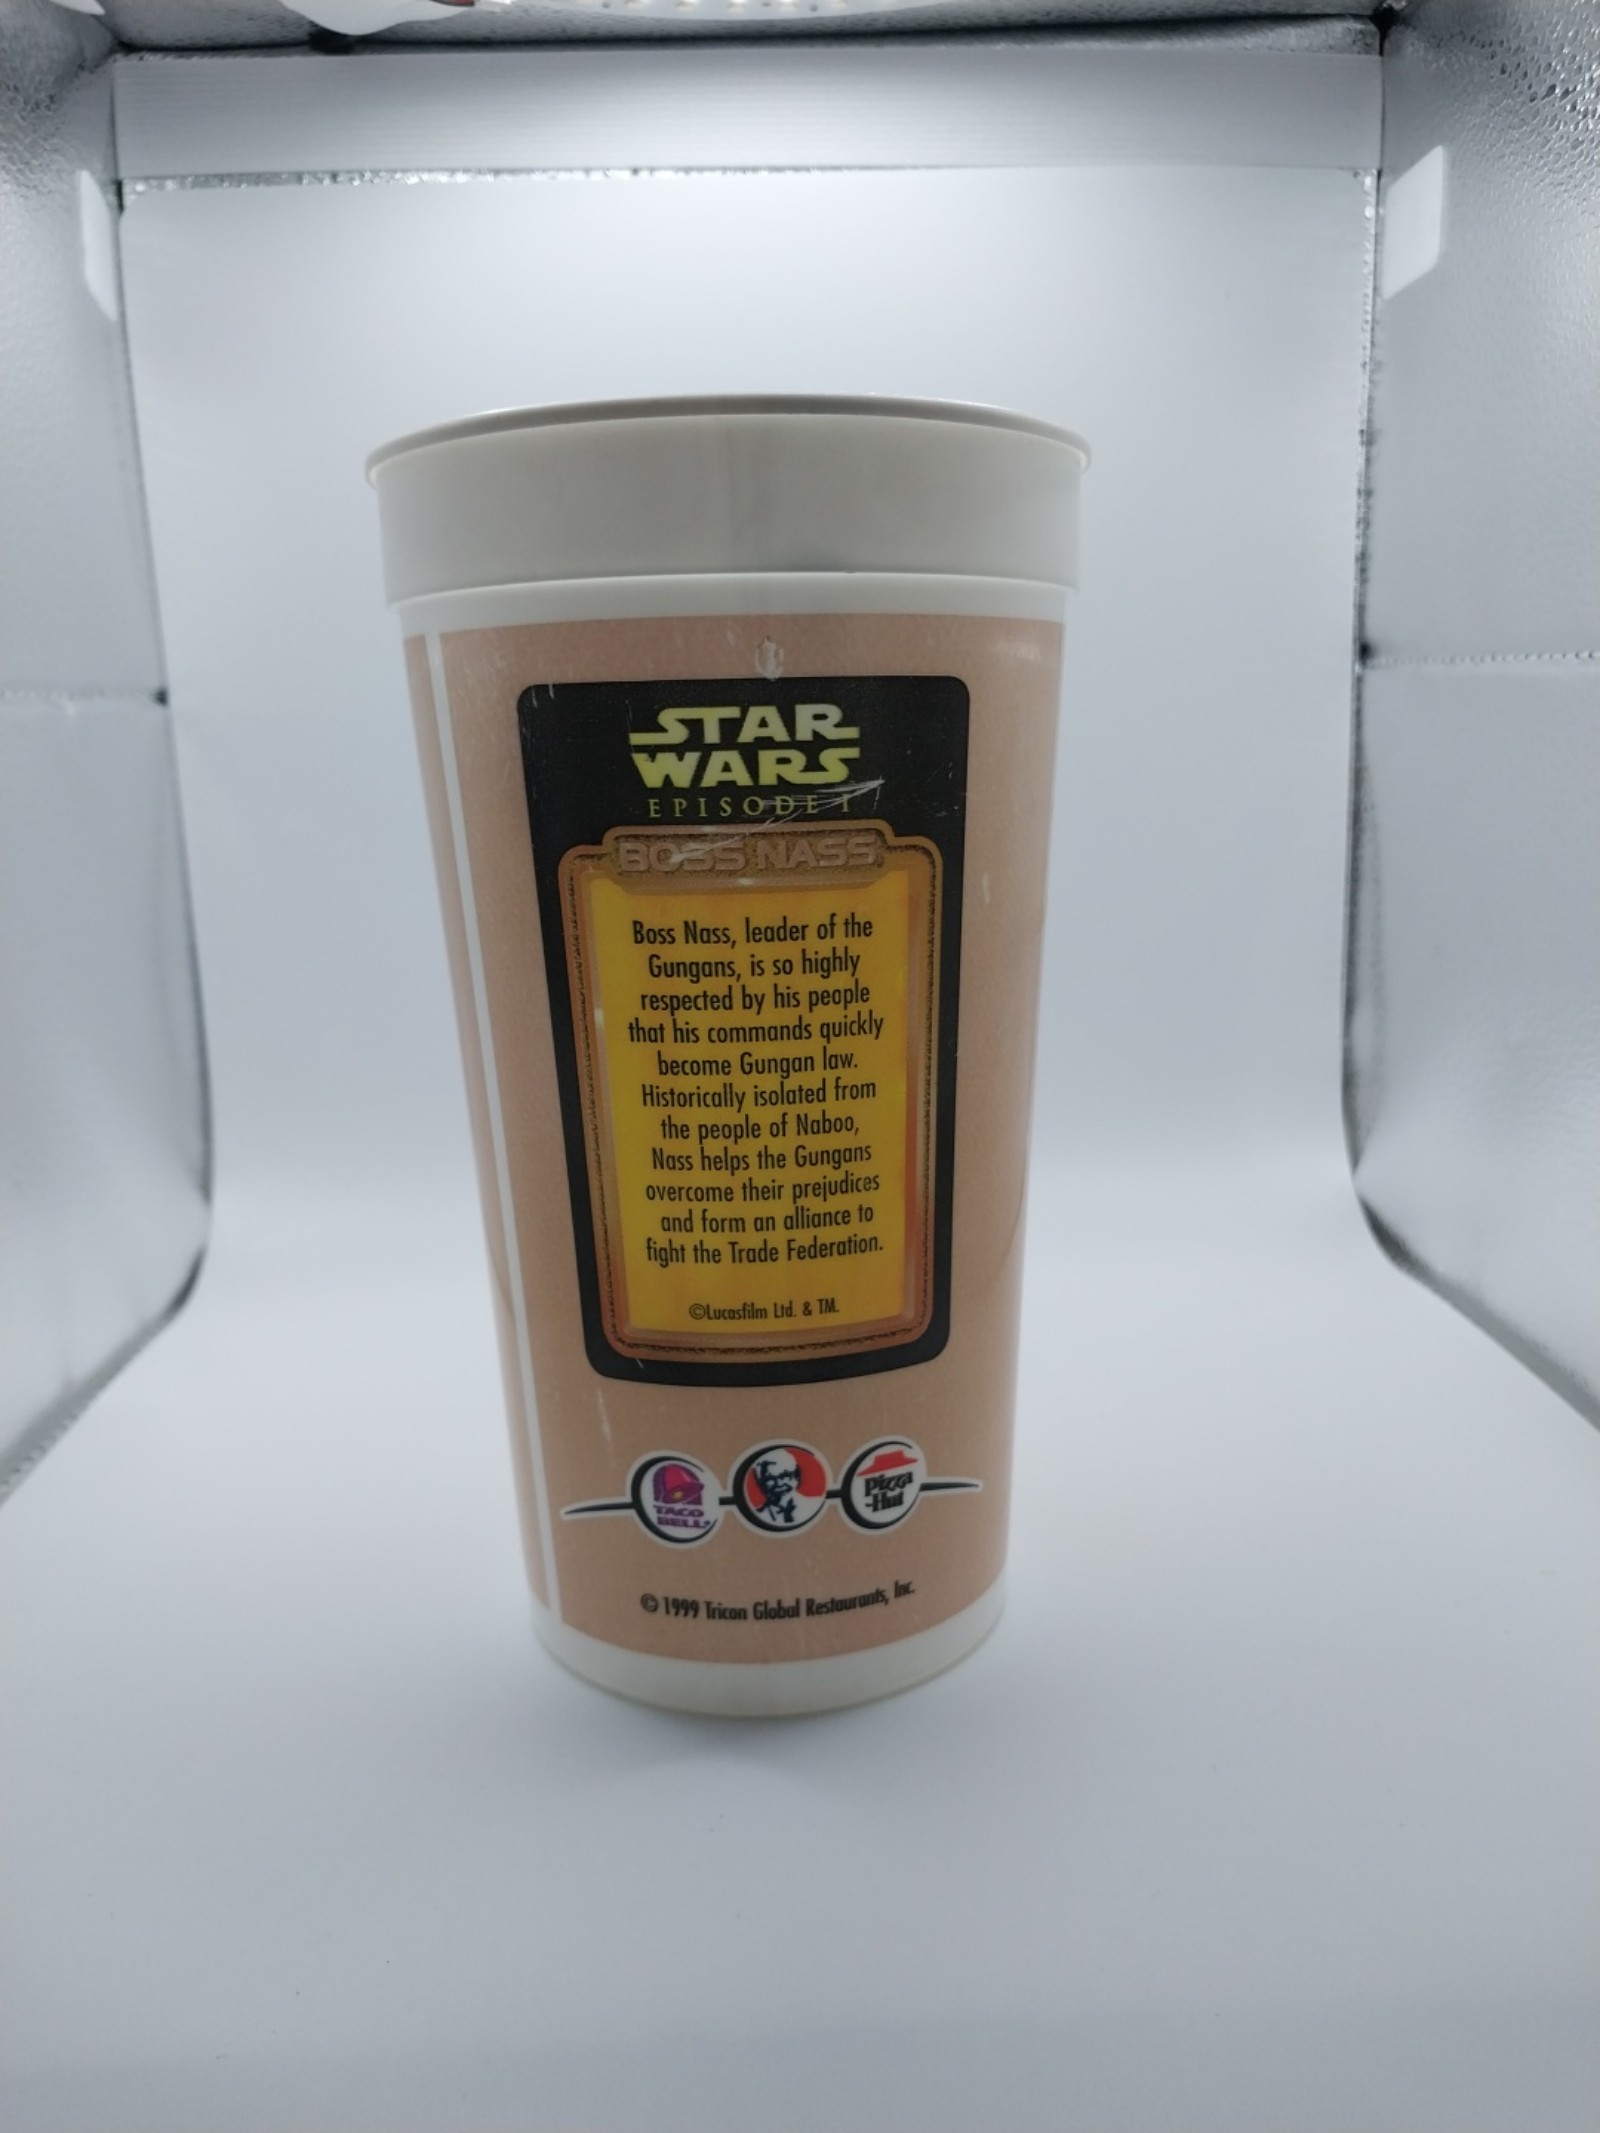 STAR
WARS
EPISODE I
BOSS NASS
Boss Nass, leader of the
Gungans, is so highly
respected by his people
that his commands quickly
become Gungan law.
Historically isolated from
the people of Naboo,
Nass helps the Gungans
overcome their prejudices
and form an alliance to
fight the Trade Federation.
©Lucasfilm Ltd. & TM.
TACO
BELL
Pizza
Hut
© 1999 Tricon Global Restaurants, Inc.